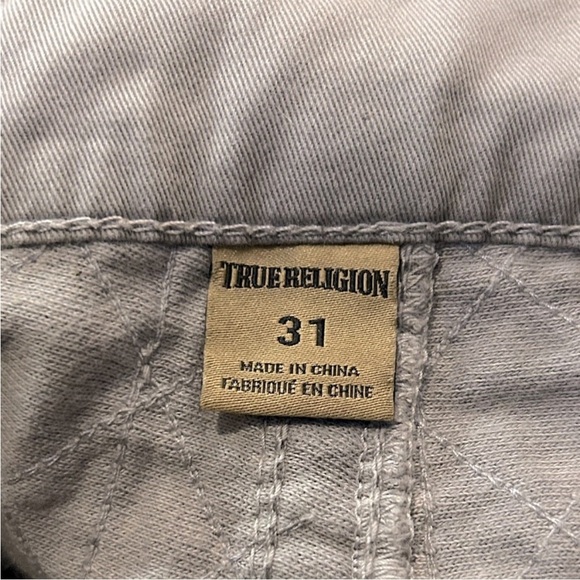 TRUE RELIGION
31
MADE IN CHINA
FABRIQUÉ EN CHINE